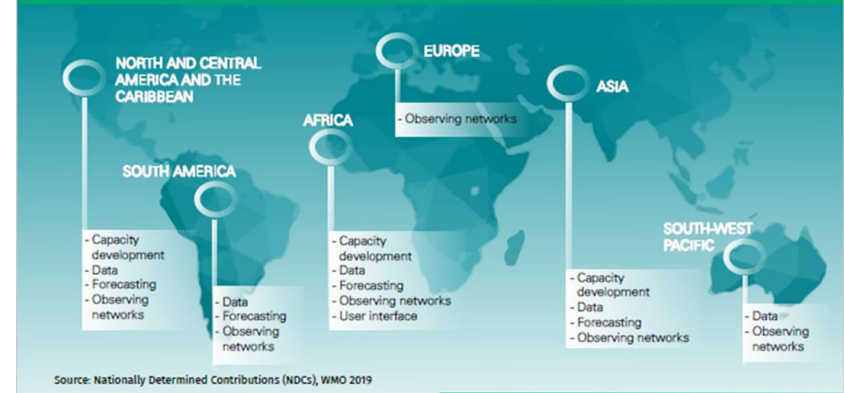 NORTH AND CENTRAL
AMERICA AND THE
CARIBBEAN
- Capacity
development
- Data
- Forecasting
- Observing
networks
SOUTH AMERICA
- Data
- Forecasting
- Observing
networks
EUROPE
- Observing networks
AFRICA
- Capacity
development
- Data
- Forecasting
- Observing networks
- User interface
ASIA
- Capacity
development
- Data
- Forecasting
- Observing networks
SOUTH-WEST
PACIFIC
- Data
- Observing
networks
Source: Nationally Determined Contributions (NDCs), WMO 2019